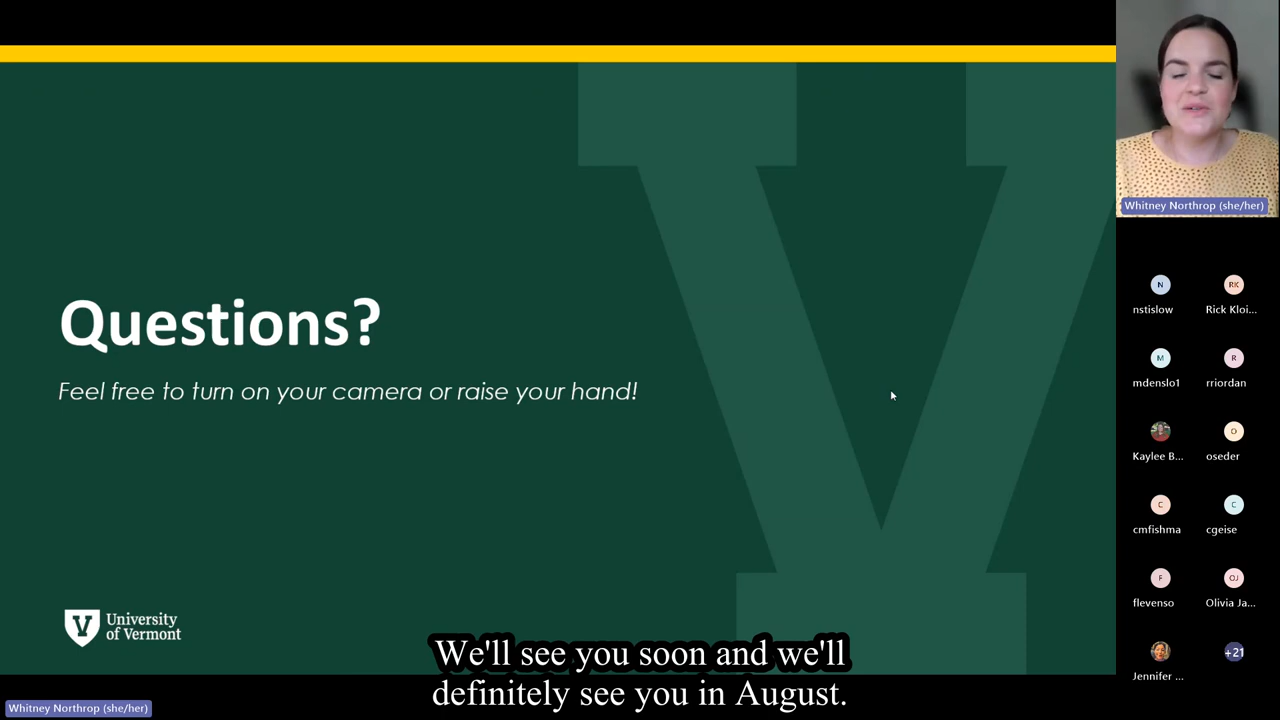 Questions?
Feel free to turn on your camera or raise your hand!
University
of Vermont
We'll see you soon and we'll
definitely see you in August.
Whitney Northrop (she/her)
Whitney Northrop (she/her)
N
RK
nstislow
Rick Kloi...
M
R
mdenslo1
rriordan
O
Kaylee B...
oseder
C
C
cmfishma
cgeise
F
OJ
flevenso
Olivia Ja...
+21
Jennifer ...